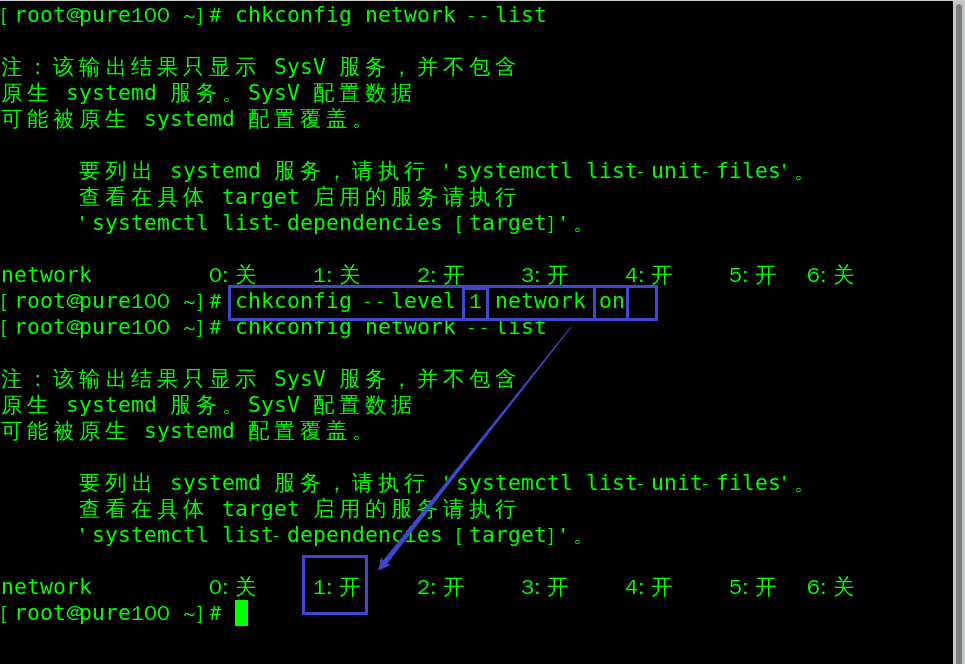 [root@pure100 ~]# chkconfig network --list
注：该输出结果只显示 SysV 服务，并不包含
原生 systemd 服务。SysV 配置数据
可能被原生 systemd 配置覆盖。
要列出 systemd 服务，请执行 'systemctl list-unit-files'。
查看在具体 target 启用的服务请执行
'systemctl list-dependencies [target]'。
network 0:关 1:关 2:开 3:开 4:开 5:开 6:关
[root@pure100 ~]# chkconfig --level 1 network on
[root@pure100 ~]# chkconfig network --list
注：该输出结果只显示 SysV 服务，并不包含
原生 systemd 服务。SysV 配置数据
可能被原生 systemd 配置覆盖。
要列出 systemd 服务，请执行 'systemctl list-unit-files'。
查看在具体 target 启用的服务请执行
'systemctl list-dependencies [target]'。
network 0:关 1:开 2:开 3:开 4:开 5:开 6:关
[root@pure100 ~]#